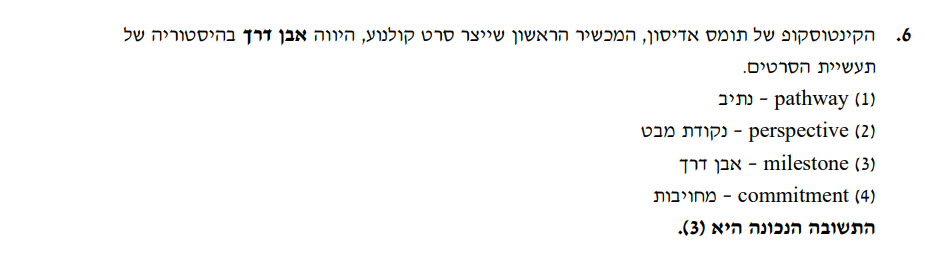 6. הקינטוסקופ של תומס אדיסון, המכשיר הראשון שייצר סרט קולנוע, היווה אבן דרך בהיסטוריה של
תעשיית הסרטים.
(1) pathway – נתיב
(2) perspective – נקודת מבט
(3) milestone – אבן דרך
(4) commitment – מחויבות
התשובה הנכונה היא (3).